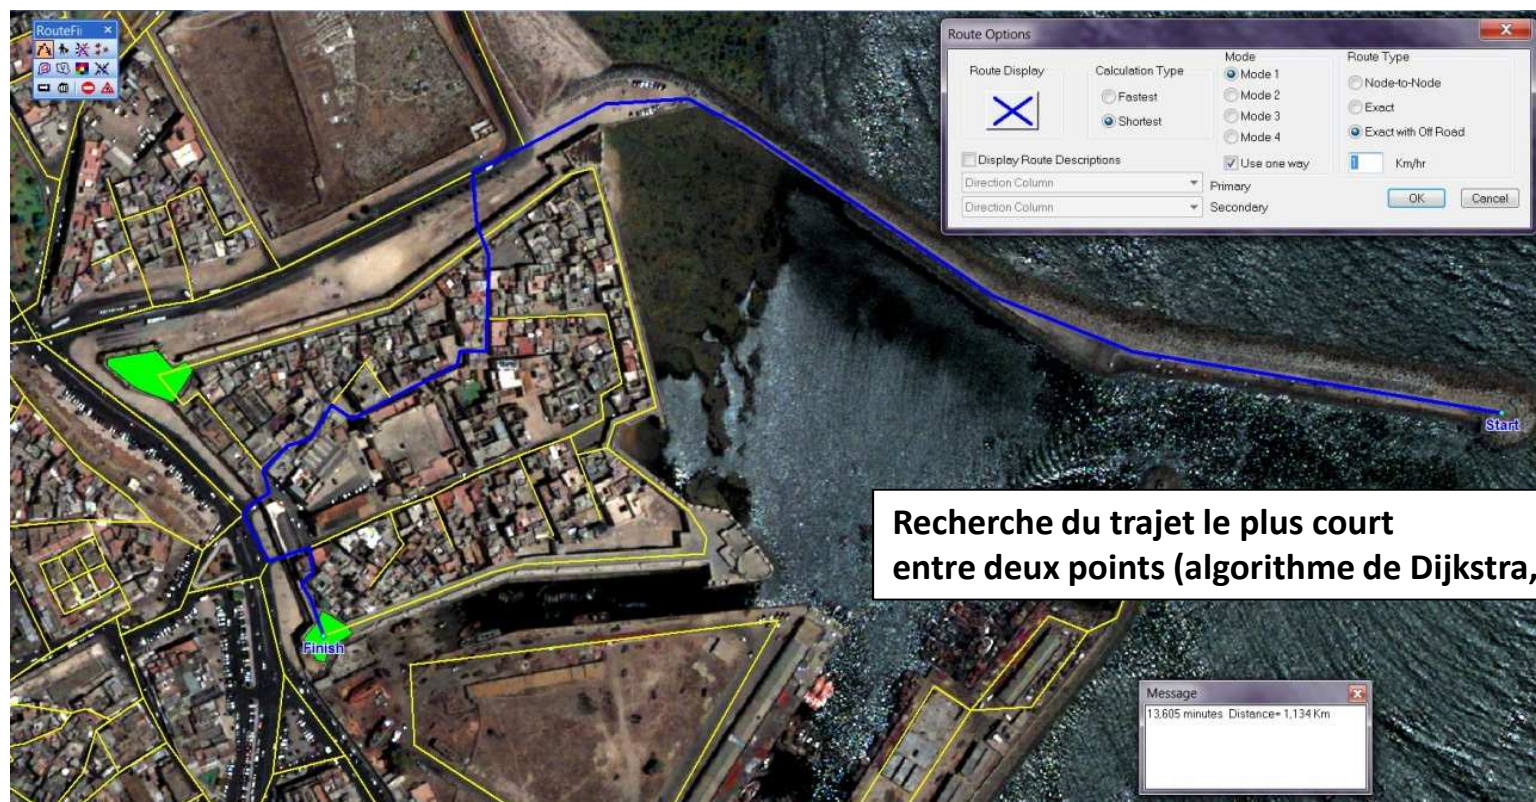 RouteFi
Route Options
Route Display
Calculation Type
Fastest
Shortest
Mode
Mode 1
Mode 2
Mode 3
Mode 4
Use one way
Route Type
Node-to-Node
Exact
Exact with Off Road
1 Km/hr
Display Route Descriptions
Direction Column
Primary
Direction Column
Secondary
OK
Cancel
Start
Recherche du trajet le plus court
entre deux points (algorithme de Dijkstra,
Finish
Message
13,605 minutes Distance= 1,134 Km